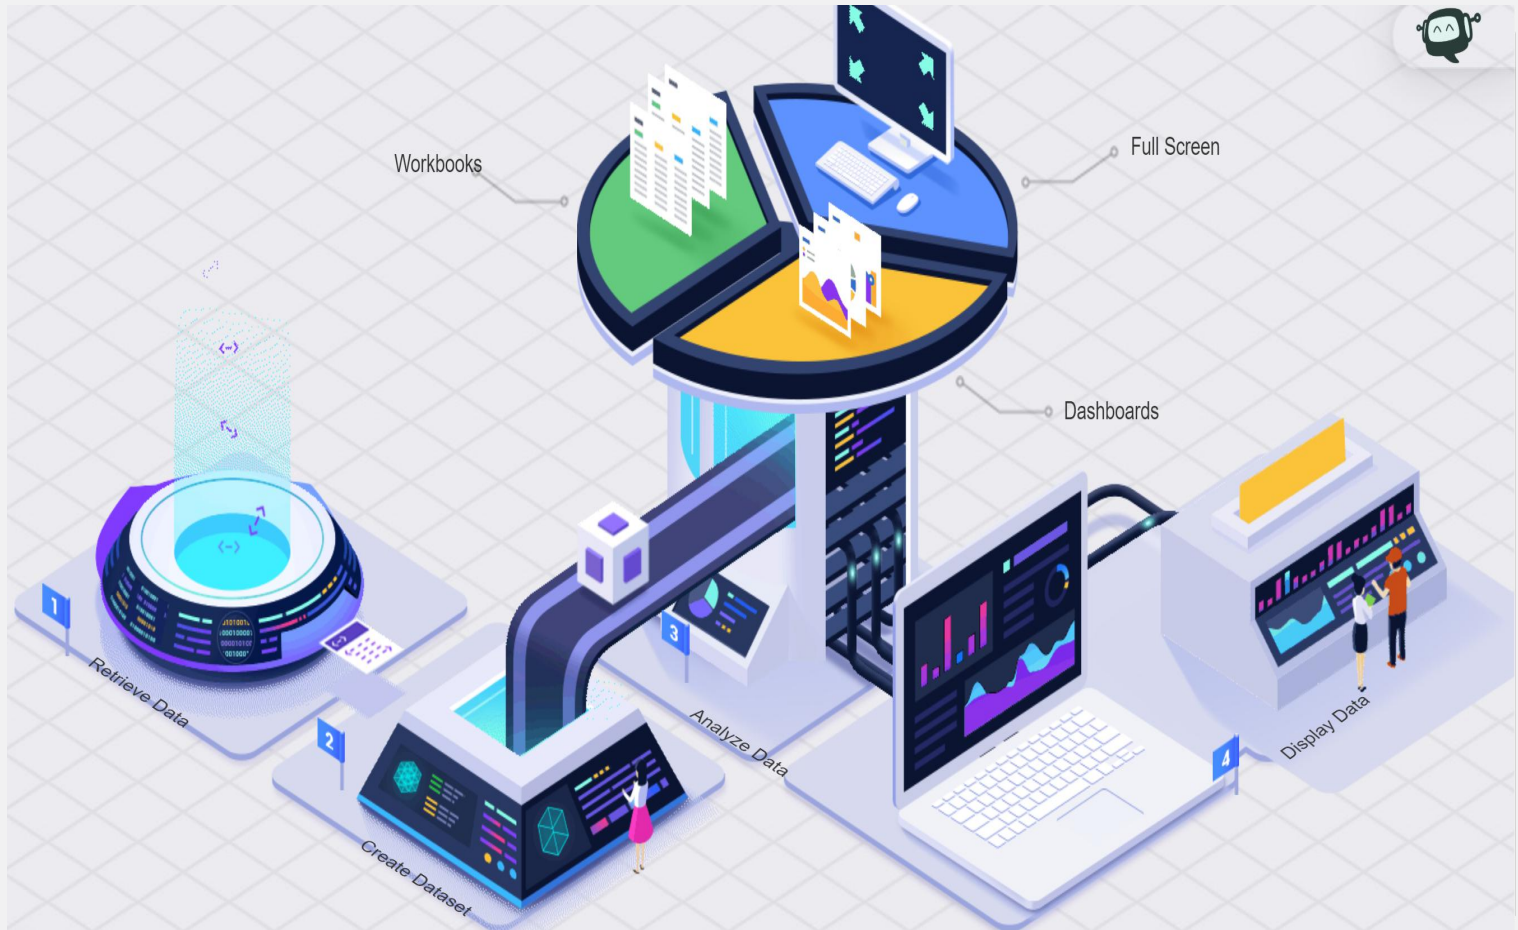 Workbooks
Full Screen
Dashboards
1
Retrieve Data
2
Create Dataset
3
Analyze Data
4
Display Data